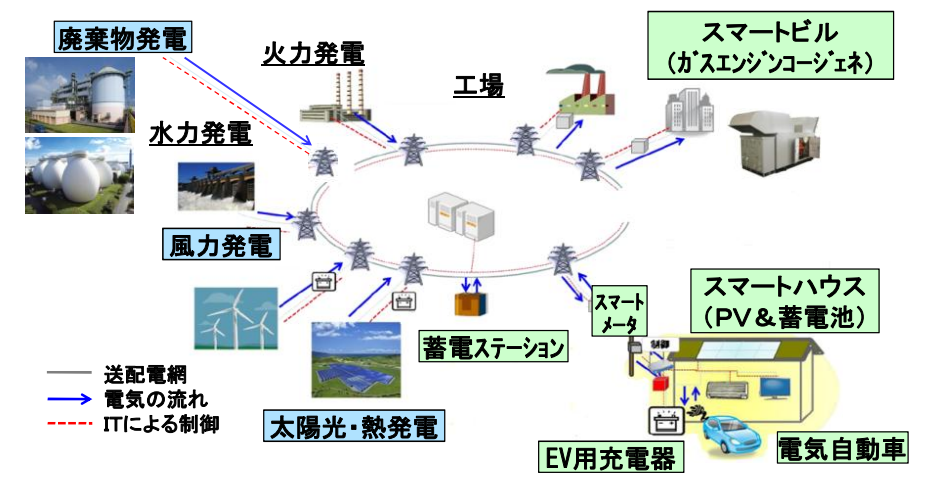 廃棄物発電
火力発電
工場
スマートビル
(ｶﾞｽエンジンコージェネ)
水力発電
風力発電
スマート
ﾒｰﾀ
スマートハウス
(PV＆蓄電池)
制御
蓄電ステーション
送配電網
電気の流れ
ITによる制御
太陽光・熱発電
EV用充電器
電気自動車